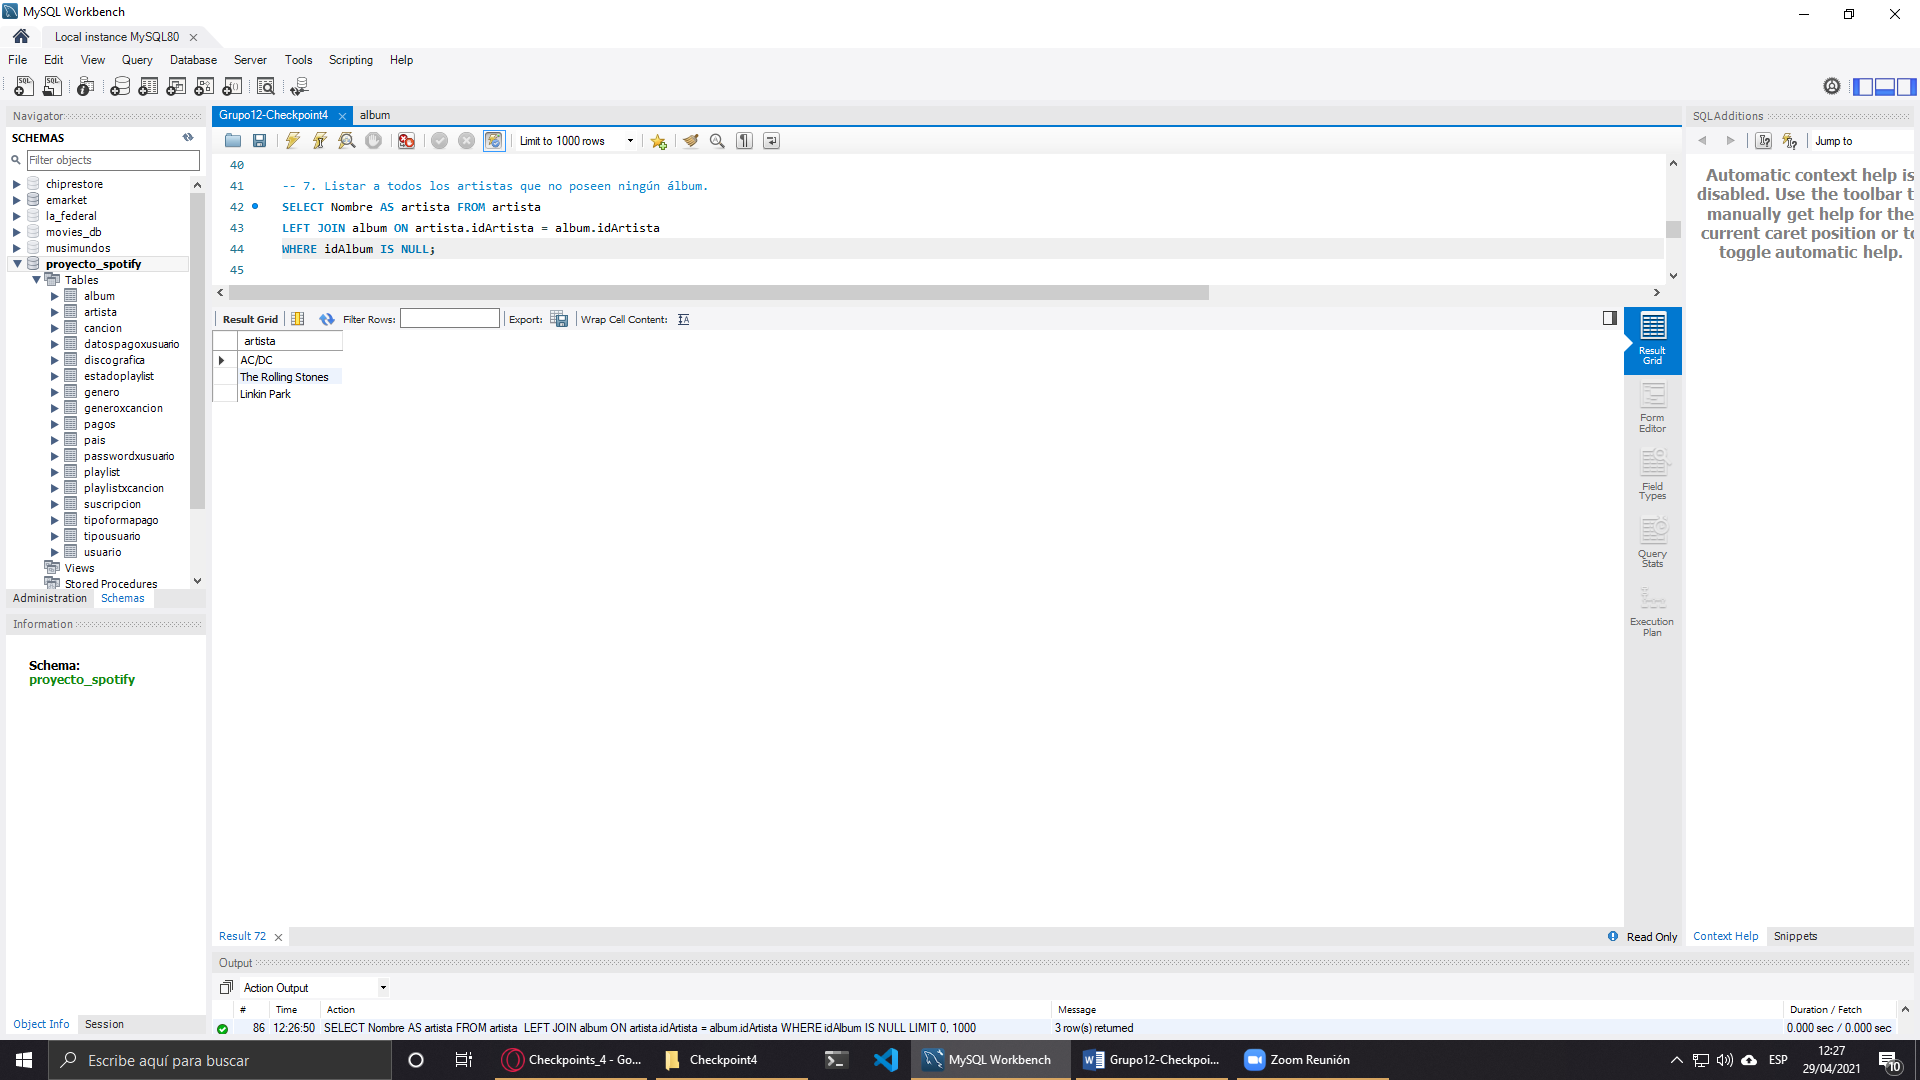 MySQL Workbench
Local instance MySQL80
File Edit View Query Database Server Tools Scripting Help
Navigator
SCHEMAS
Filter objects
chiprestore
emarket
la_federal
movies_db
musimundos
proyecto_spotify
Tables
album
artista
cancion
datospagoxusuario
discografica
estadoplaylist
genero
generoxcancion
pagos
pais
passwordxusuario
playlist
playlistxcancion
suscripcion
tipoformapago
tipousuario
usuario
Views
Stored Procedures
Administration Schemas
Information
Schema:
proyecto_spotify
Object Info Session
Grupo12-Checkpoint4 album
Limit to 1000 rows
40
41 -- 7. Listar a todos los artistas que no poseen ningún álbum.
42 SELECT Nombre AS artista FROM artista
43 LEFT JOIN album ON artista.idArtista = album.idArtista
44 WHERE idAlbum IS NULL;
45
Result Grid Filter Rows: Export: Wrap Cell Content:
artista
AC/DC
The Rolling Stones
Linkin Park
Result
Grid
Form
Editor
Field
Types
Query
Stats
Execution
Plan
Result 72 Read Only
SQLAdditions
Jump to
Automatic context help is
disabled. Use the toolbar t
manually get help for the
current caret position or to
toggle automatic help.
Context Help Snippets
Output
Action Output
# Time Action Message Duration / Fetch
86 12:26:50 SELECT Nombre AS artista FROM artista LEFT JOIN album ON artista.idArtista = album.idArtista WHERE idAlbum IS NULL LIMIT 0, 1000 3 row(s) returned 0.000 sec / 0.000 sec
Escribe aquí para buscar
Checkpoints_4 - Go...
Checkpoint4
MySQL Workbench
Grupo12-Checkpoi...
Zoom Reunión
ESP
12:27
29/04/2021
10